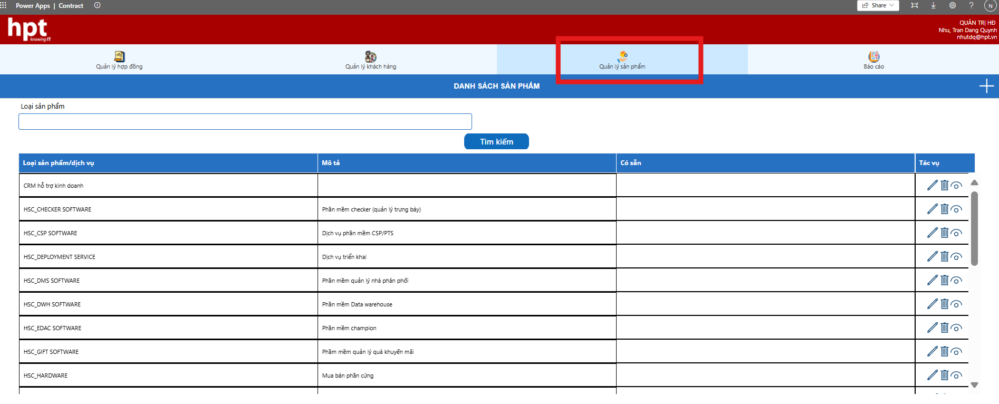 Power Apps | Contract
Share
N
hpt
knowing IT
QUẢN TRỊ HĐ
Nhu, Tran Dang Quynh
nhutdq@hpt.vn
Quản lý hợp đồng
Quản lý khách hàng
Quản lý sản phẩm
Báo cáo
DANH SÁCH SẢN PHẨM
Loại sản phẩm
Tìm kiếm
Loại sản phẩm/dịch vụ Mô tả Có sẵn Tác vụ
CRM hỗ trợ kinh doanh
HSC_CHECKER SOFTWARE Phần mềm checker (quản lý trưng bày)
HSC_CSP SOFTWARE Dịch vụ phần mềm CSP/PTS
HSC_DEPLOYMENT SERVICE Dịch vụ triển khai
HSC_DMS SOFTWARE Phần mềm quản lý nhà phân phối
HSC_DWH SOFTWARE Phần mềm Data warehouse
HSC_EDAC SOFTWARE Phần mềm champion
HSC_GIFT SOFTWARE Phầm mềm quản lý quà khuyến mãi
HSC_HARDWARE Mua bán phần cứng